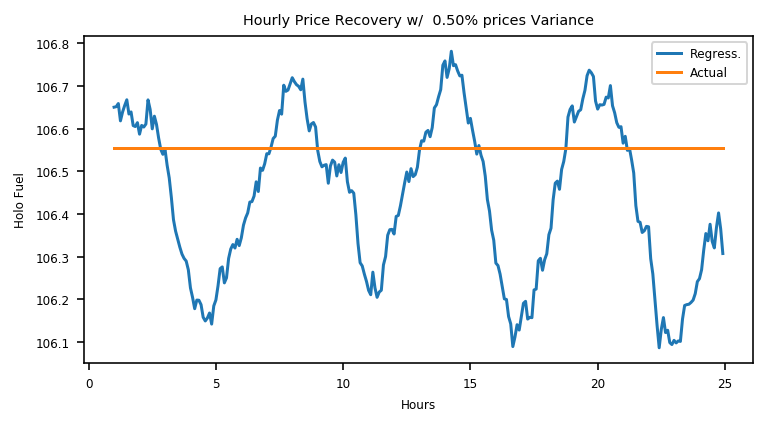 Hourly Price Recovery w/  0.50% prices Variance
106.8
106.7
106.6
106.5
106.4
106.3
106.2
106.1
Holo Fuel
Regress.
Actual
0
5
10
15
20
25
Hours